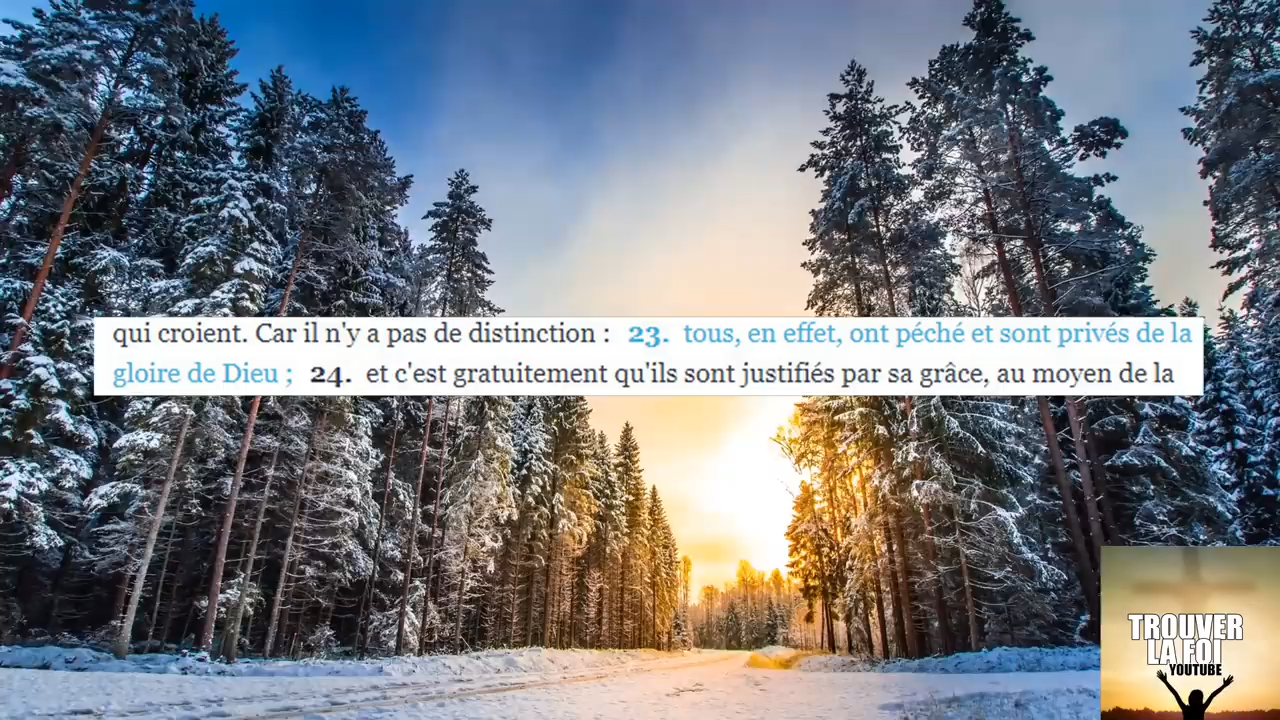 qui croient. Car il n'y a pas de distinction : 23. tous, en effet, ont péché et sont privés de la
gloire de Dieu ; 24. et c'est gratuitement qu'ils sont justifiés par sa grâce, au moyen de la
TROUVER
LA FOI
YOUTUBE